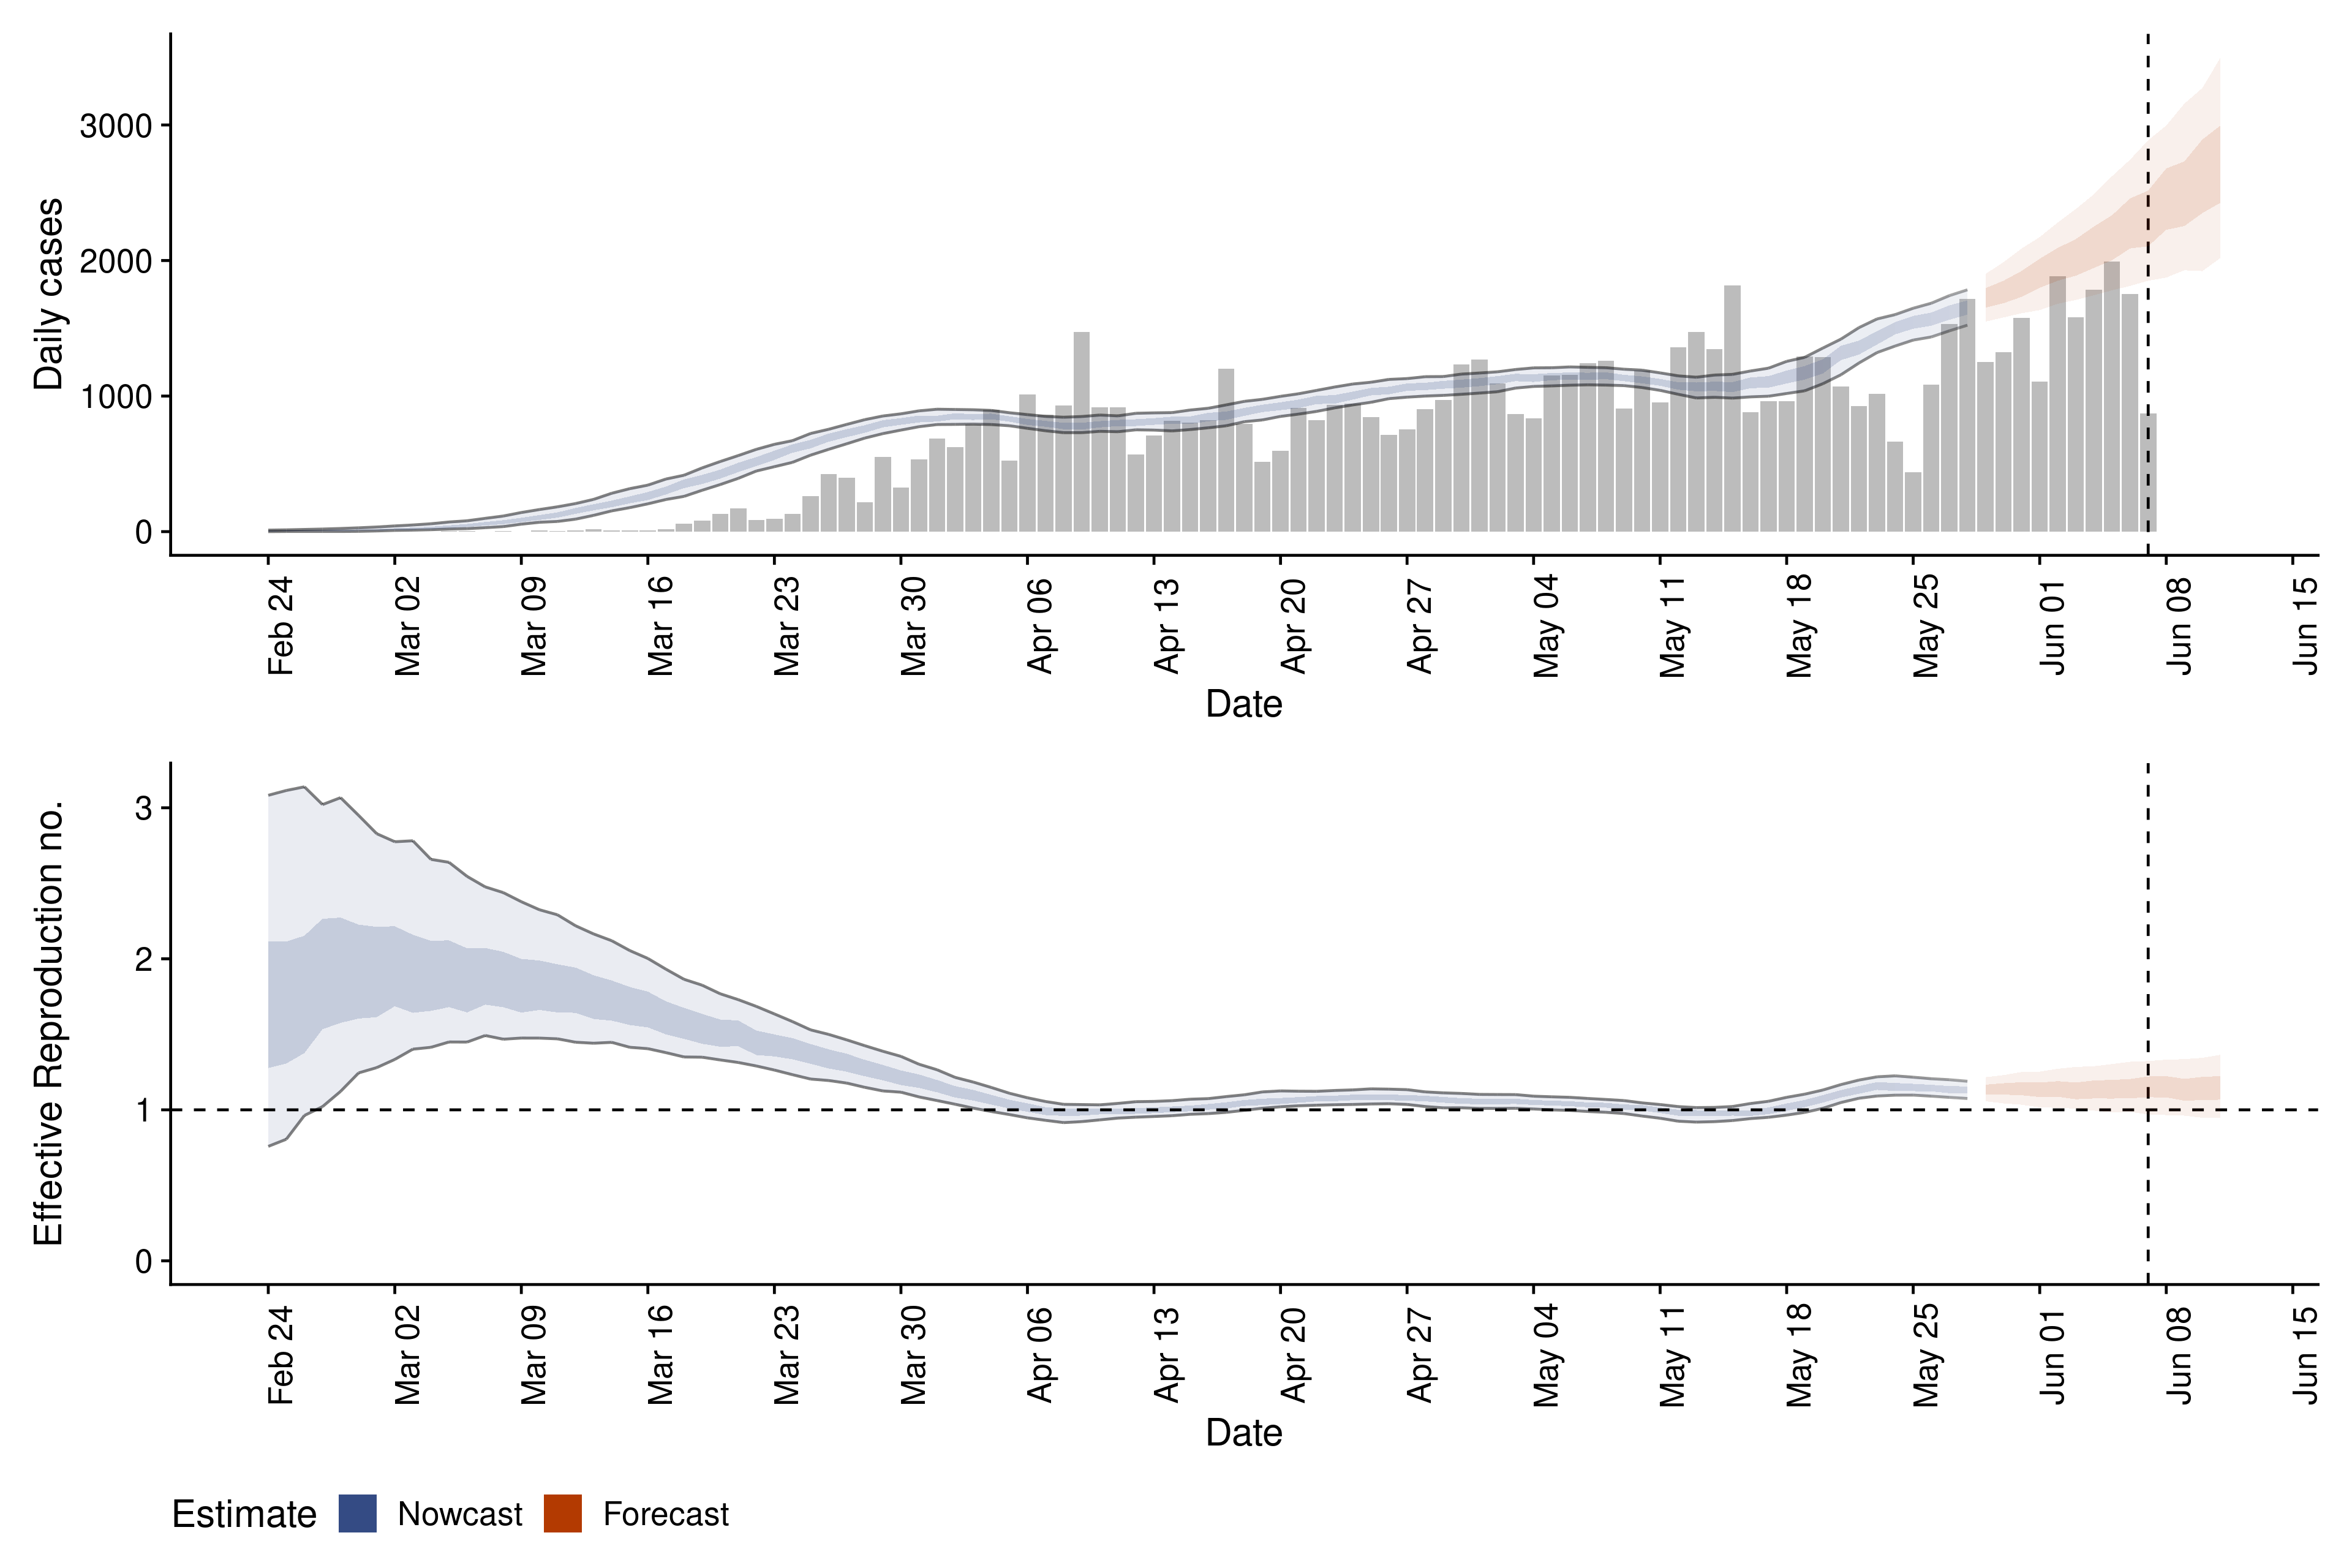 Daily cases
3000
2000
1000
0
Feb 24
Mar 02
Mar 09
Mar 16
Mar 23
Mar 30
Apr 06
Apr 13
Apr 20
Apr 27
May 04
May 11
May 18
May 25
Jun 01
Jun 08
Jun 15
Date
Effective Reproduction no.
3
2
1
0
Feb 24
Mar 02
Mar 09
Mar 16
Mar 23
Mar 30
Apr 06
Apr 13
Apr 20
Apr 27
May 04
May 11
May 18
May 25
Jun 01
Jun 08
Jun 15
Date
Estimate Nowcast Forecast